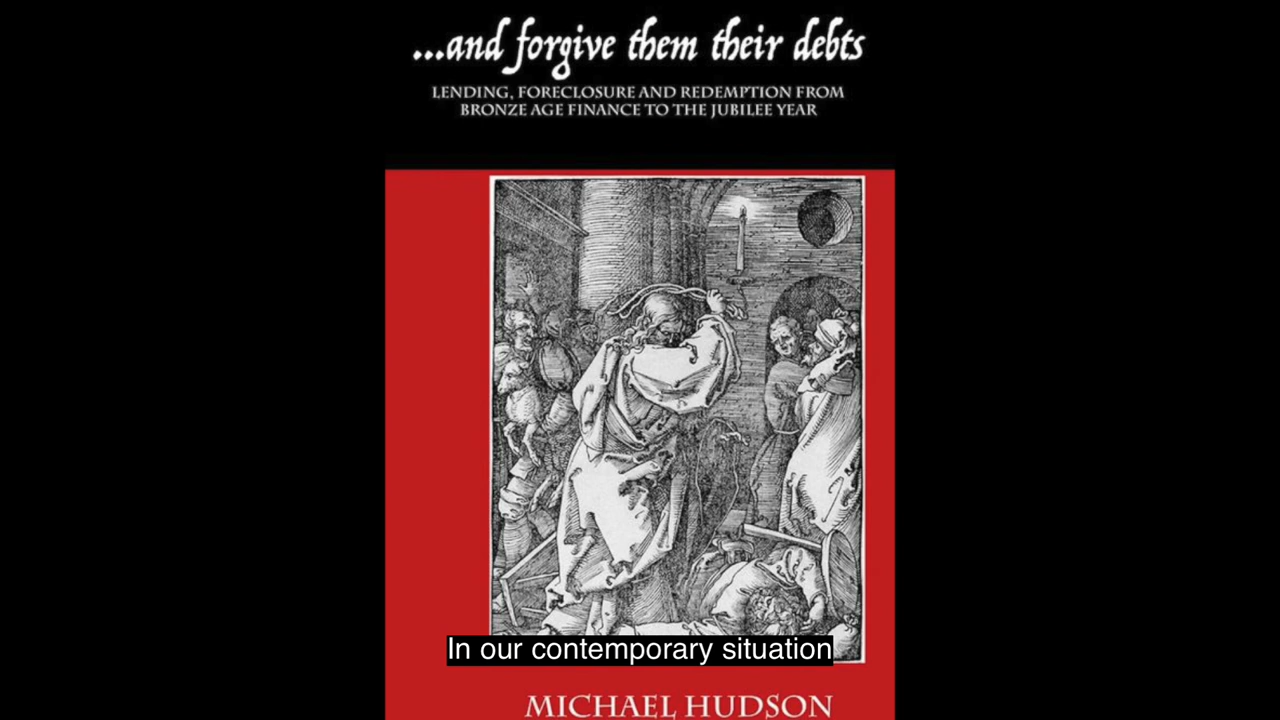 ...and forgive them their debts
LENDING, FORECLOSURE AND REDEMPTION FROM
BRONZE AGE FINANCE TO THE JUBILEE YEAR
In our contemporary situation
MICHAEL HUDSON